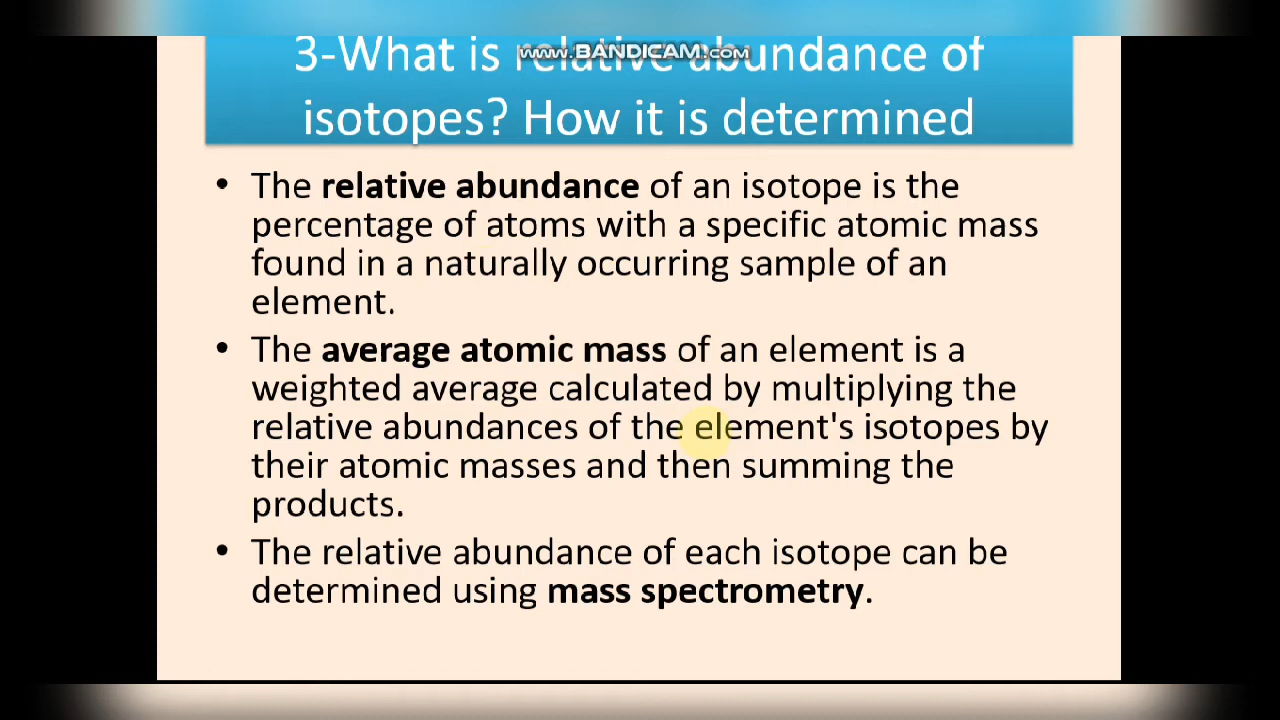 3-What is relative abundance of
www.BANDICAM.com
isotopes? How it is determined
• The relative abundance of an isotope is the
percentage of atoms with a specific atomic mass
found in a naturally occurring sample of an
element.
• The average atomic mass of an element is a
weighted average calculated by multiplying the
relative abundances of the element's isotopes by
their atomic masses and then summing the
products.
• The relative abundance of each isotope can be
determined using mass spectrometry.